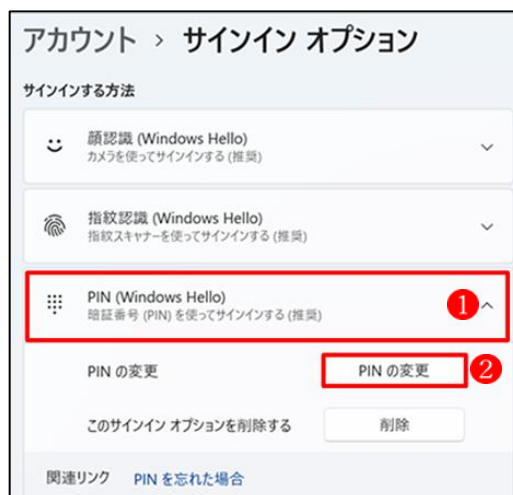 アカウント › サインイン オプション
サインインする方法
顔認識 (Windows Hello)
カメラを使ってサインインする (推奨)
指紋認識 (Windows Hello)
指紋スキャナーを使ってサインインする (推奨)
PIN (Windows Hello)
暗証番号 (PIN) を使ってサインインする (推奨)
1
PIN の変更 PIN の変更 2
このサインイン オプションを削除する 削除
関連リンク PIN を忘れた場合